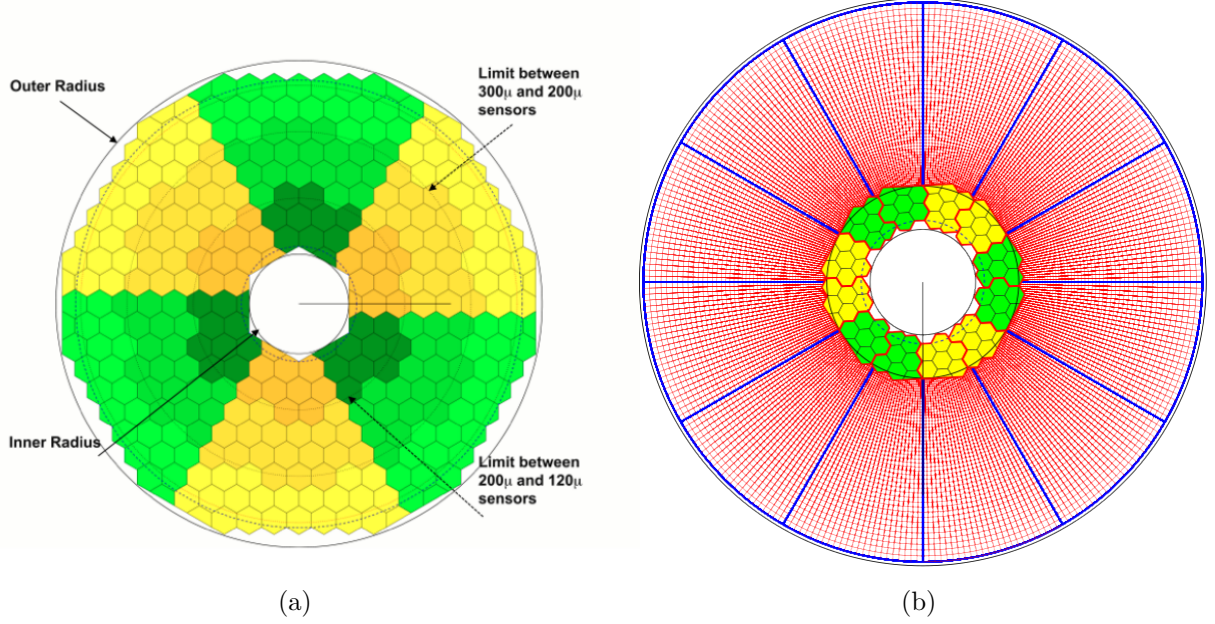 Outer Radius
Limit between
300μ and 200μ
sensors
Inner Radius
Limit between
200μ and 120μ
sensors
(a)
(b)